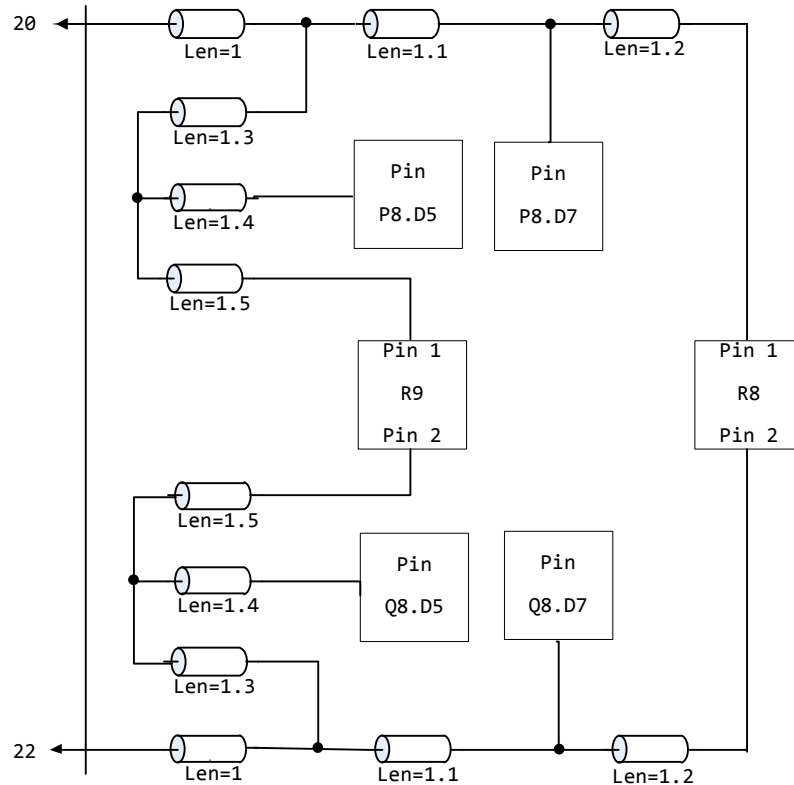 20
Len=1
Len=1.1
Len=1.2
Len=1.3
Len=1.4
Pin
P8.D5
Pin
P8.D7
Len=1.5
Pin 1
R9
Pin 2
Pin 1
R8
Pin 2
Len=1.5
Len=1.4
Pin
Q8.D5
Pin
Q8.D7
Len=1.3
22
Len=1
Len=1.1
Len=1.2